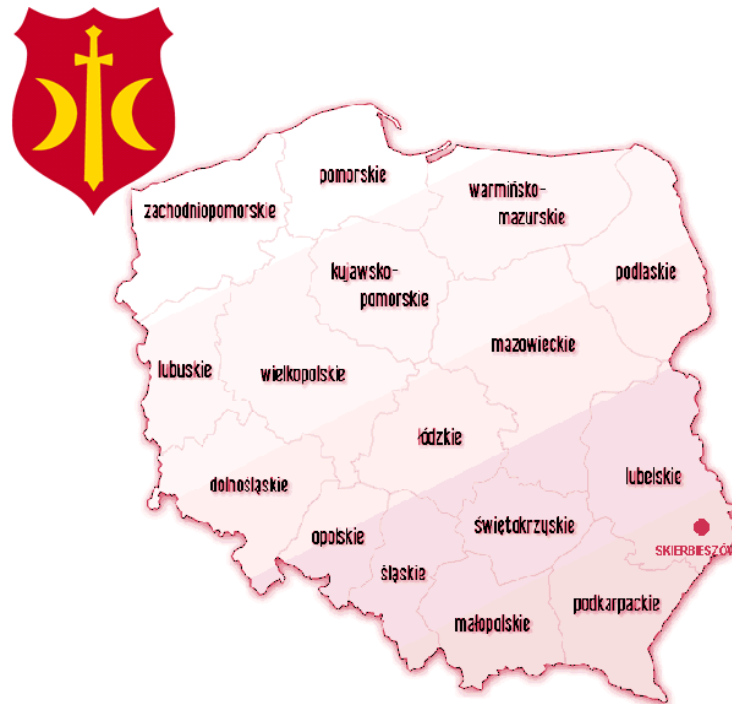 pomorskie
warmińsko-
mazurskie
zachodniopomorskie
podlaskie
kujawsko-
pomorskie
mazowieckie
lubuskie
wielkopolskie
łódzkie
lubelskie
dolnośląskie
świętokrzyskie
opolskie
SKIERBIESZÓW
śląskie
podkarpackie
małopolskie